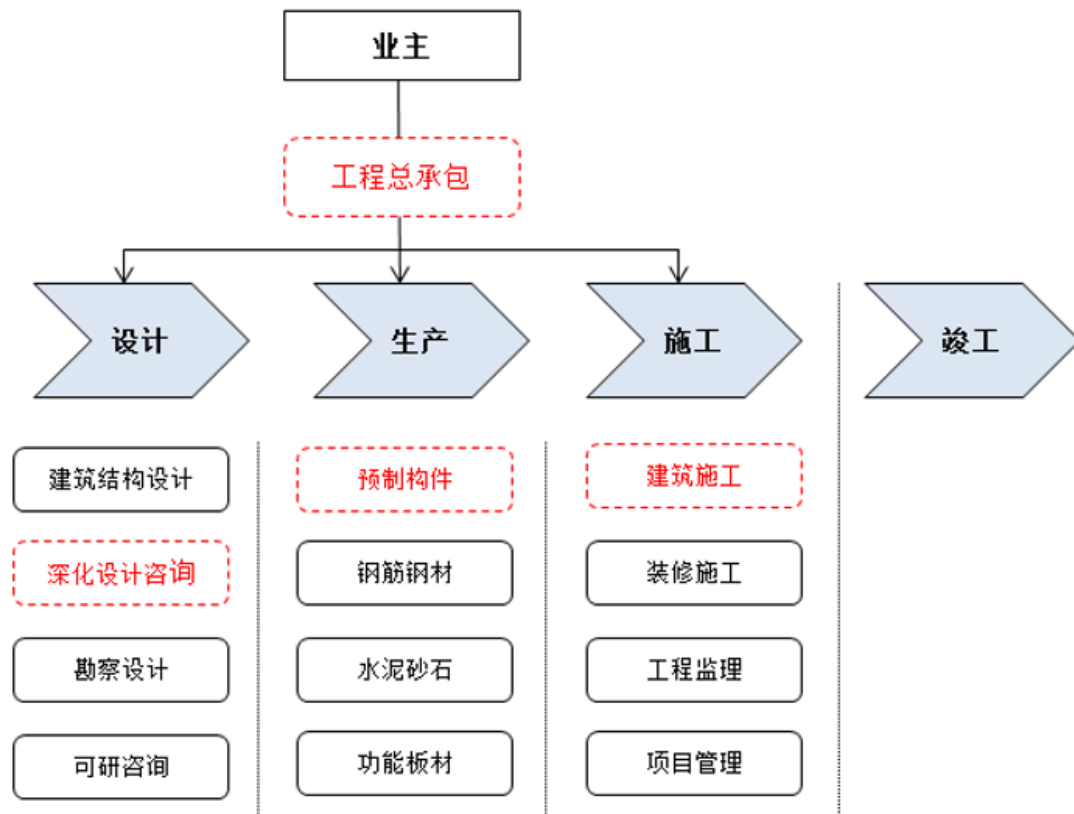 业主
工程总承包
设计
生产
施工
竣工
建筑结构设计
预制构件
建筑施工
深化设计咨询
钢筋钢材
装修施工
勘察设计
水泥砂石
工程监理
可研咨询
功能板材
项目管理